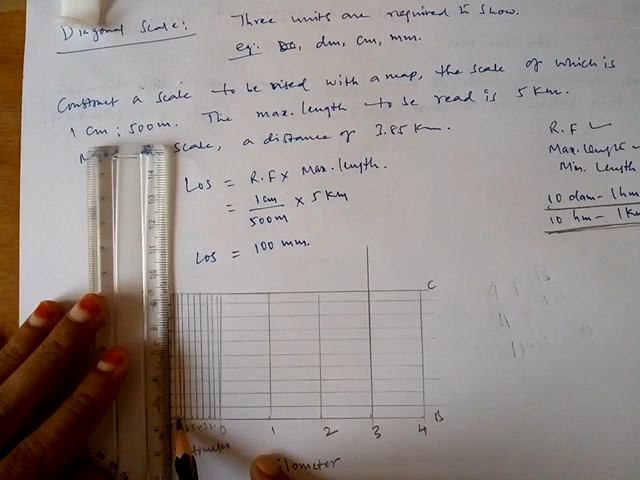 Diagonal Scale: Three units are required to show.
eg: dm, cm, mm.
Construct a scale to be used with a map, the scale of which is
1 cm : 500m. The max. length to be read is 5 Km.
scale, a distance of 3.85 Km.
R.F ✓
Max. length
Min. length
10 dam - 1hm
10 hm - 1K
LOS = R.F x Max. length.
= 1cm / 500m x 5 KM
LOS = 100 mm.
C
B
0 1 2 3 4
ilometer